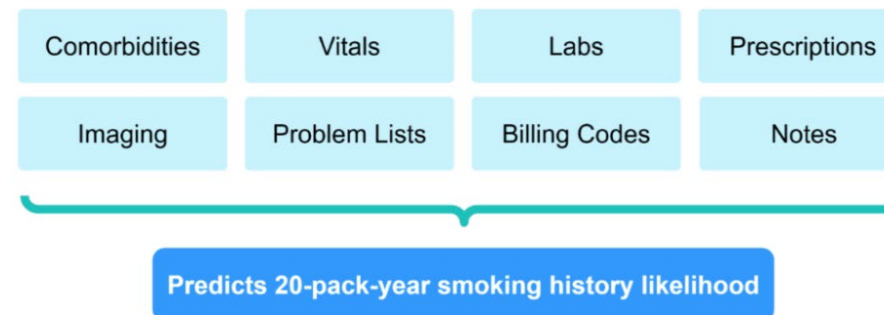 Comorbidities Vitals Labs Prescriptions
Imaging Problem Lists Billing Codes Notes
Predicts 20-pack-year smoking history likelihood